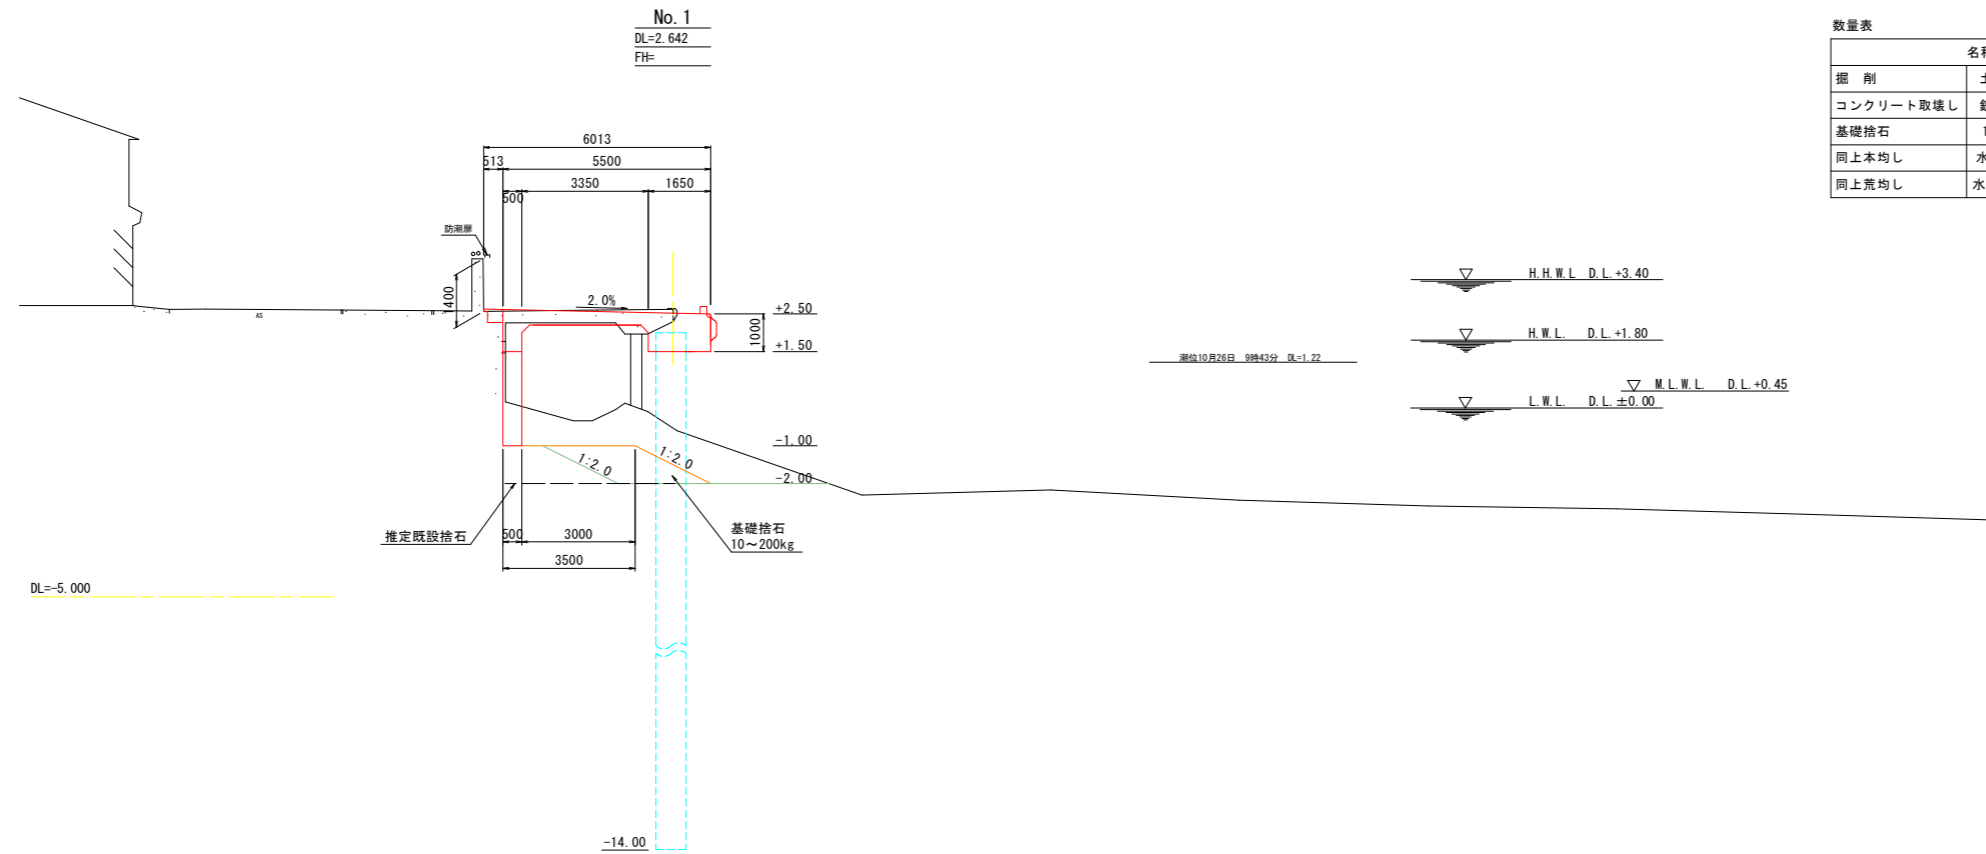 No. 1
DL=2.642
FH=
数量表
掘 削
コンクリート取壊し
基礎捨石
同上本均し
同上荒均し
水
水
6013
513
5500
500
3350
1650
防潮扉
400
2.0%
AS
1000
+2.50
+1.50
-1.00
-2.00
1:2.0
1:2.0
H.H.W.L D.L.+3.40
H.W.L. D.L.+1.80
潮位10月26日 9時43分 DL=1.22
M.L.W.L. D.L.+0.45
L.W.L. D.L.±0.00
推定既設捨石
基礎捨石
10～200kg
500
3000
3500
DL=-5.000
-14.00